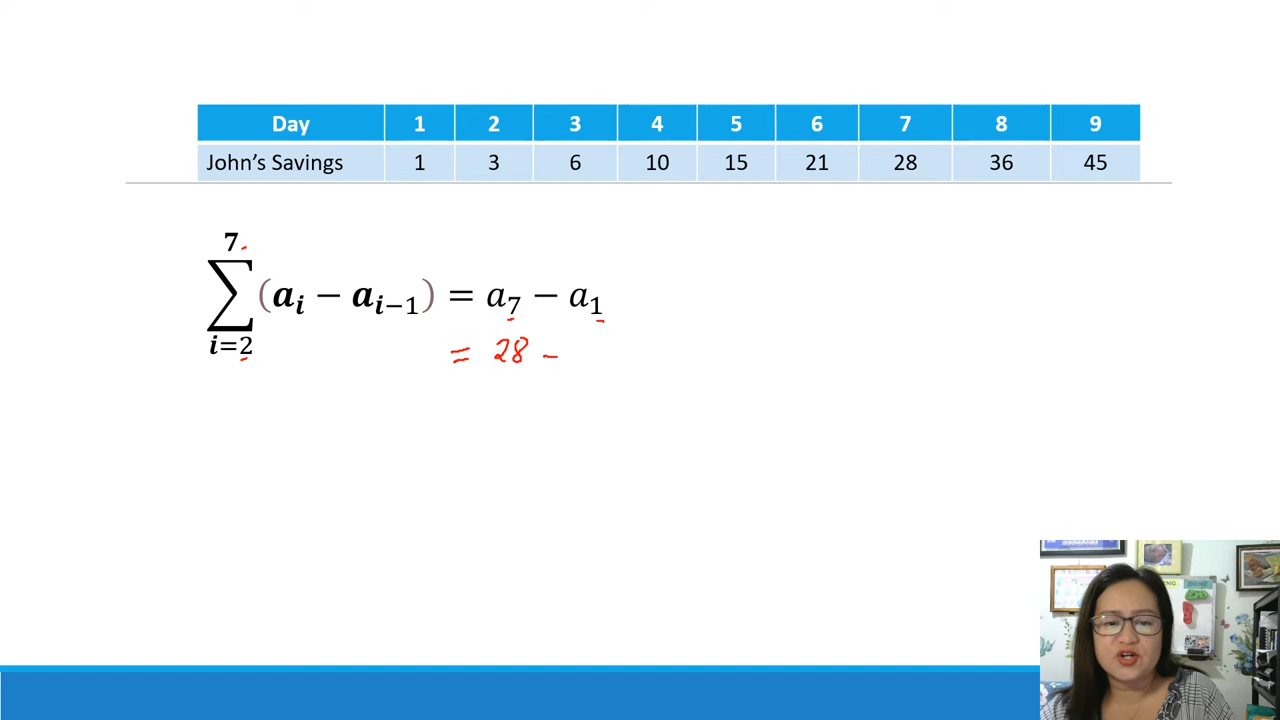 Day 1 2 3 4 5 6 7 8 9
John's Savings 1 3 6 10 15 21 28 36 45
7
∑ (aᵢ − aᵢ₋₁) = a₇ − a₁
i=2
= 28 −